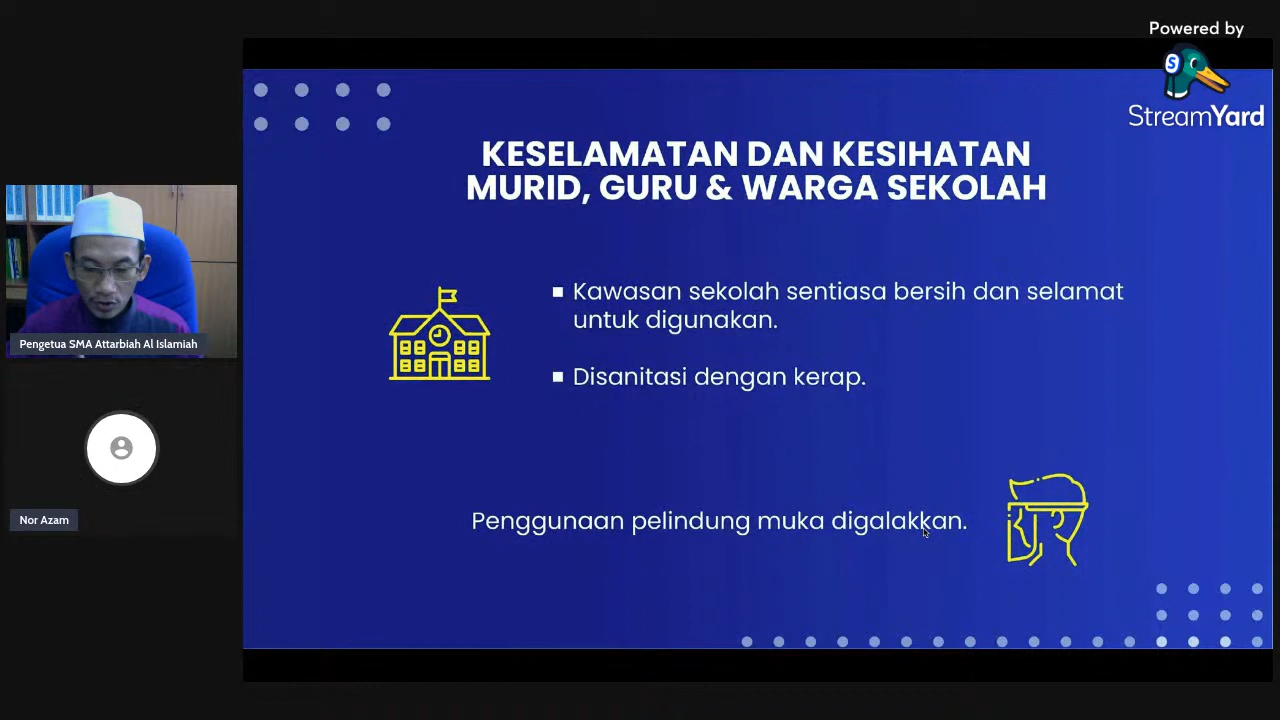 Powered by
StreamYard
KESELAMATAN DAN KESIHATAN
MURID, GURU & WARGA SEKOLAH
Kawasan sekolah sentiasa bersih dan selamat
untuk digunakan.
Disanitasi dengan kerap.
Penggunaan pelindung muka digalakkan.
Pengetua SMA Attarbiah Al Islamiah
Nor Azam